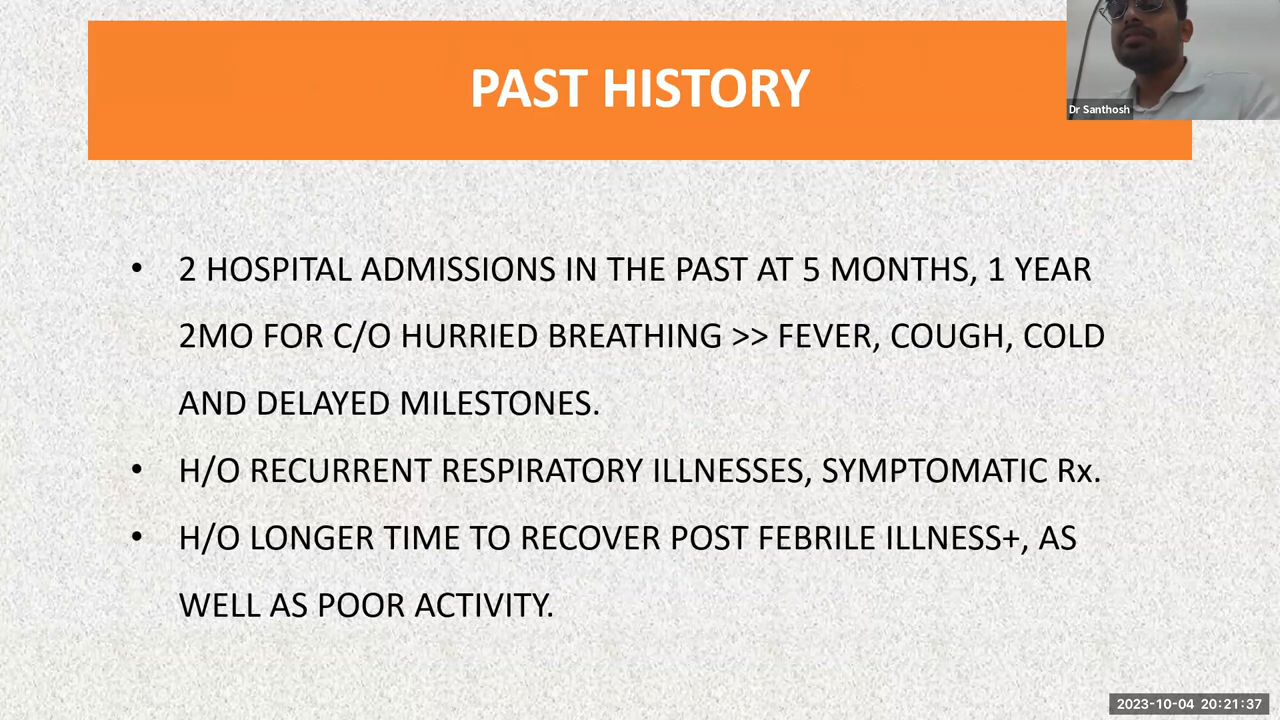 PAST HISTORY
Dr Santhosh
• 2 HOSPITAL ADMISSIONS IN THE PAST AT 5 MONTHS, 1 YEAR
2MO FOR C/O HURRIED BREATHING >> FEVER, COUGH, COLD
AND DELAYED MILESTONES.
• H/O RECURRENT RESPIRATORY ILLNESSES, SYMPTOMATIC Rx.
• H/O LONGER TIME TO RECOVER POST FEBRILE ILLNESS+, AS
WELL AS POOR ACTIVITY.
2023-10-04 20:21:37